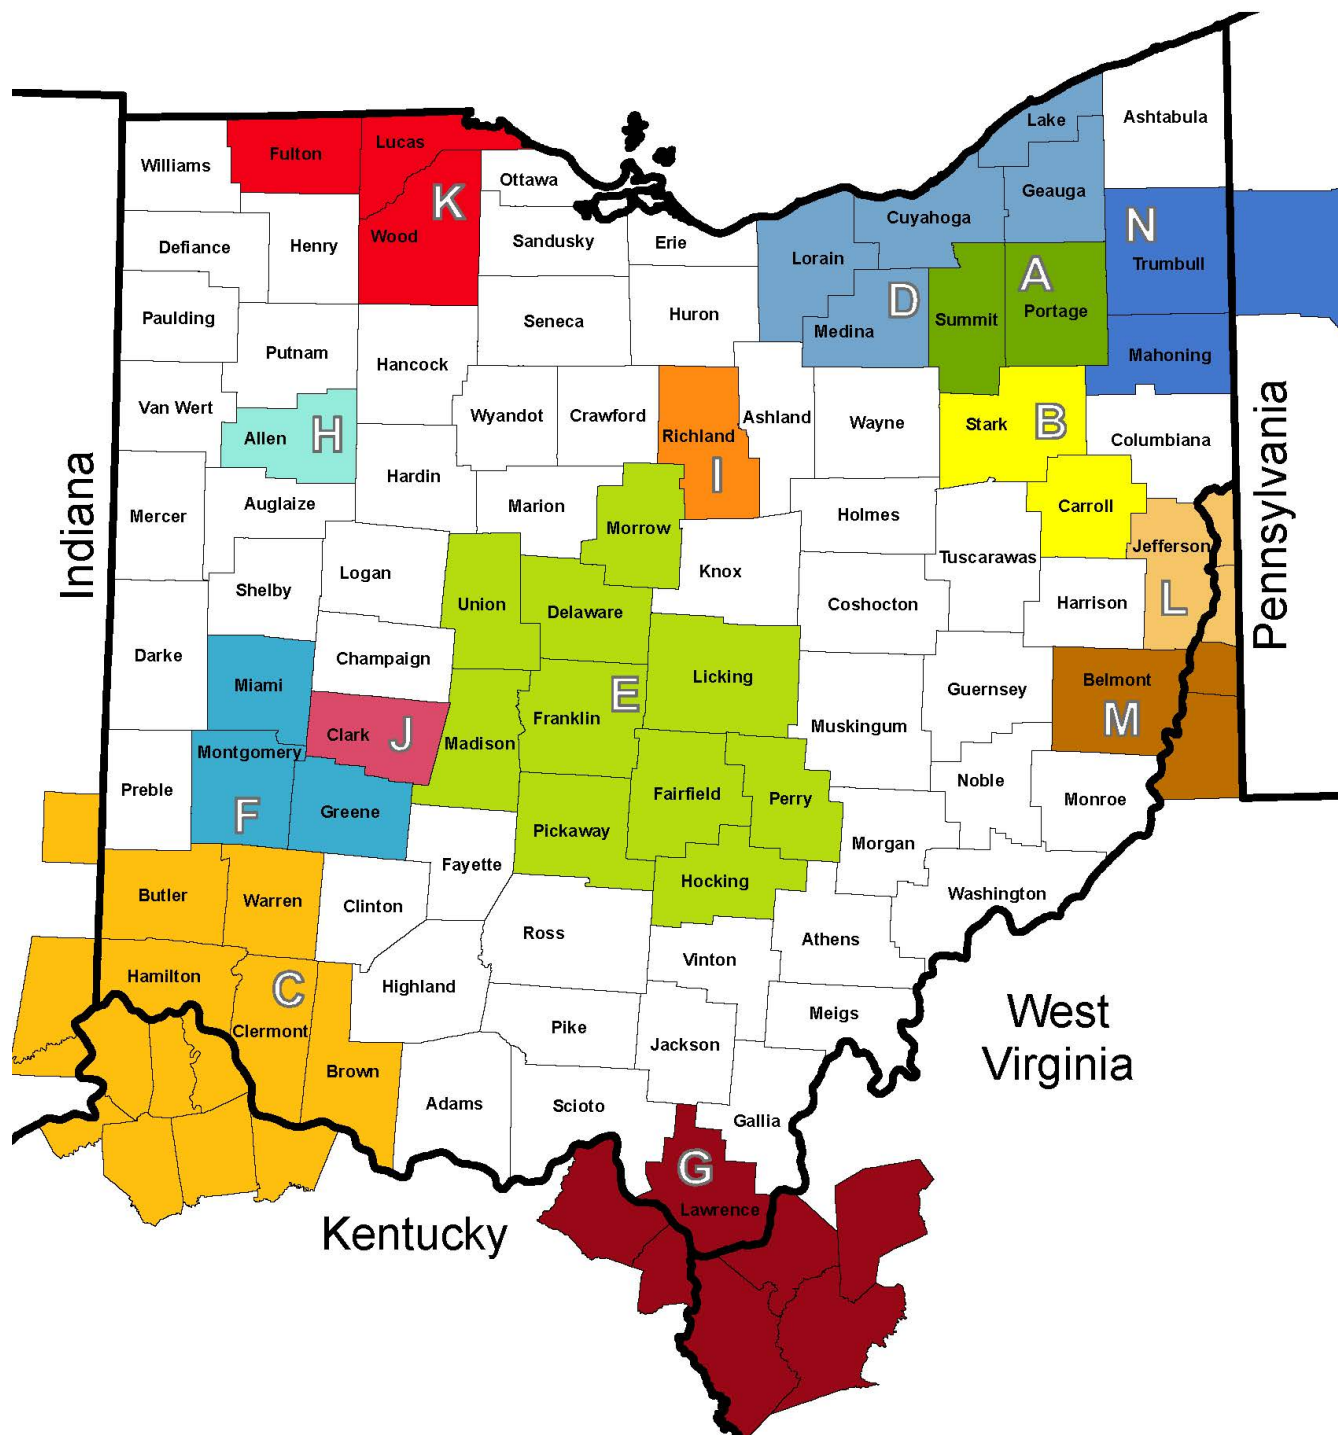 Ashtabula
Lake
Lucas
Fulton
Williams
Ottawa
Geauga
K
Cuyahoga
N
Wood
Sandusky
Erie
Defiance
Henry
Lorain
Trumbull
A
D
Portage
Paulding
Seneca
Huron
Summit
Medina
Putnam
Mahoning
Hancock
Van Wert
Wyandot
Crawford
Ashland
Wayne
Stark
B
Allen
H
Richland
Columbiana
Pennsylvania
Indiana
Hardin
I
Auglaize
Marion
Carroll
Mercer
Holmes
Morrow
Jefferson
Tuscarawas
Logan
Knox
Shelby
Union
Delaware
Coshocton
Harrison
L
Darke
Champaign
Licking
Belmont
Miami
E
Guernsey
Franklin
M
Muskingum
Clark
J
Madison
Montgomery
Noble
Preble
Fairfield
Perry
Monroe
F
Greene
Pickaway
Morgan
Fayette
Hocking
Butler
Warren
Clinton
Washington
Ross
Athens
Vinton
Hamilton
C
Highland
West
Virginia
Meigs
Clermont
Pike
Jackson
Brown
Adams
Scioto
Gallia
G
Lawrence
Kentucky